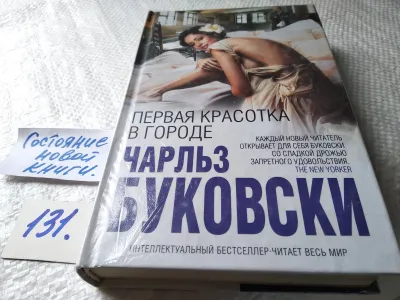 ПЕРВАЯ КРАСОТКА
В ГОРОДЕ
КАЖДЫЙ НОВЫЙ ЧИТАТЕЛЬ
ОТКРЫВАЕТ ДЛЯ СЕБЯ БУКОВСКИ
СО СЛАДКОЙ ДРОЖЬЮ
ЗАПРЕТНОГО УДОВОЛЬСТВИЯ.
THE NEW YORKER
ЧАРЛЬЗ
БУКОВСКИ
ИНТЕЛЛЕКТУАЛЬНЫЙ БЕСТСЕЛЛЕР-ЧИТАЕТ ВЕСЬ МИР
Состояние
новой
книги.
131.